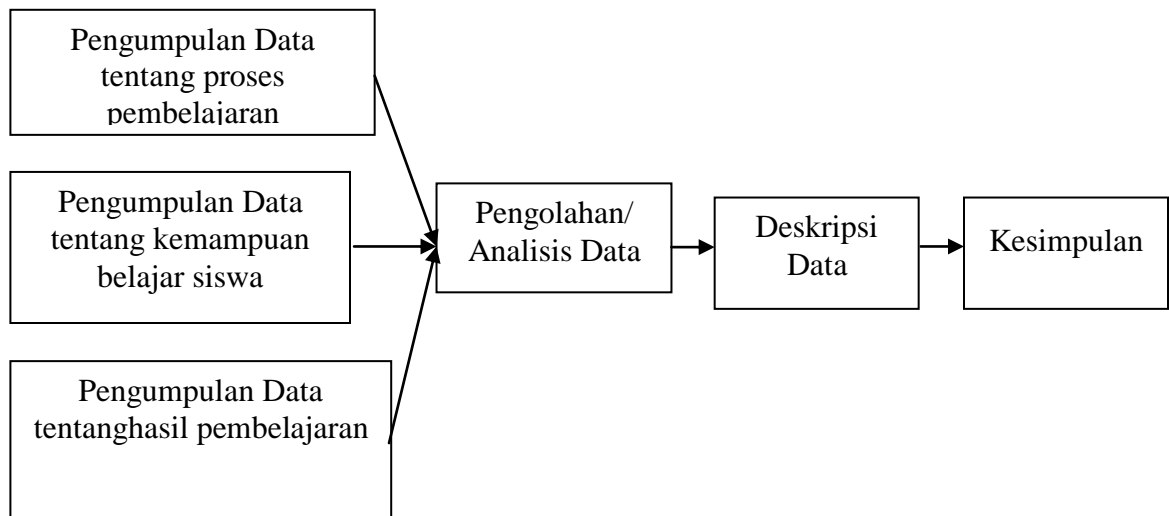 Pengumpulan Data
tentang proses
pembelajaran
Pengumpulan Data
tentang kemampuan
belajar siswa
Pengumpulan Data
tentanghasil pembelajaran
Pengolahan/
Analisis Data
Deskripsi
Data
Kesimpulan